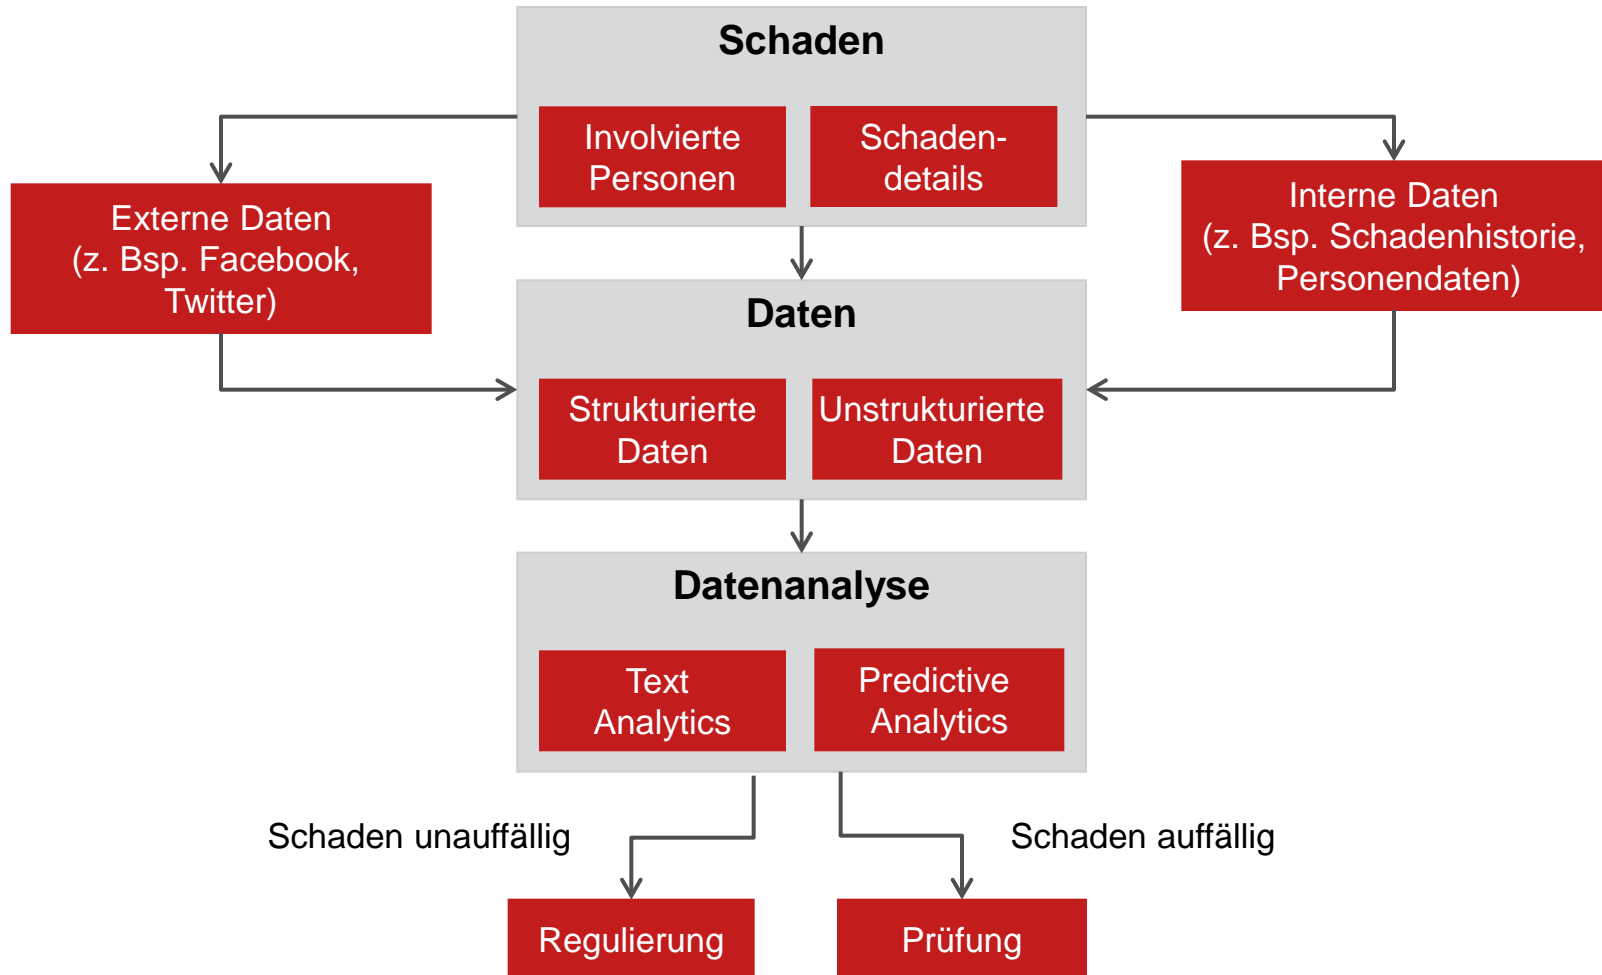 Schaden
Involvierte
Personen
Schaden-
details
Externe Daten
(z. Bsp. Facebook,
Twitter)
Interne Daten
(z. Bsp. Schadenhistorie,
Personendaten)
Daten
Strukturierte
Daten
Unstrukturierte
Daten
Datenanalyse
Text
Analytics
Predictive
Analytics
Schaden unauffällig
Schaden auffällig
Regulierung
Prüfung